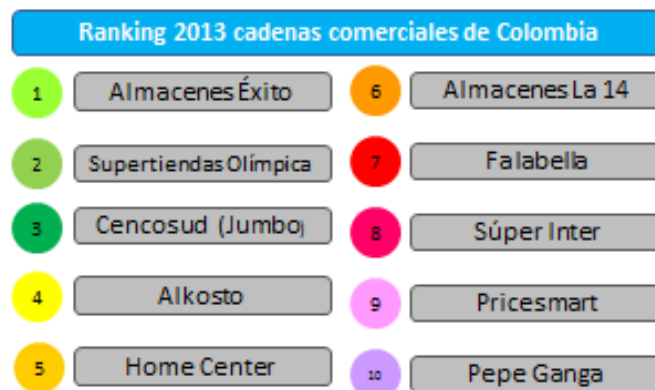 Ranking 2013 cadenas comerciales de Colombia
1 Almacenes Éxito
2 Supertiendas Olímpica
3 Cencosud (Jumbo)
4 Alkosto
5 Home Center
6 Almacenes La 14
7 Falabella
8 Súper Inter
9 Pricesmart
10 Pepe Ganga